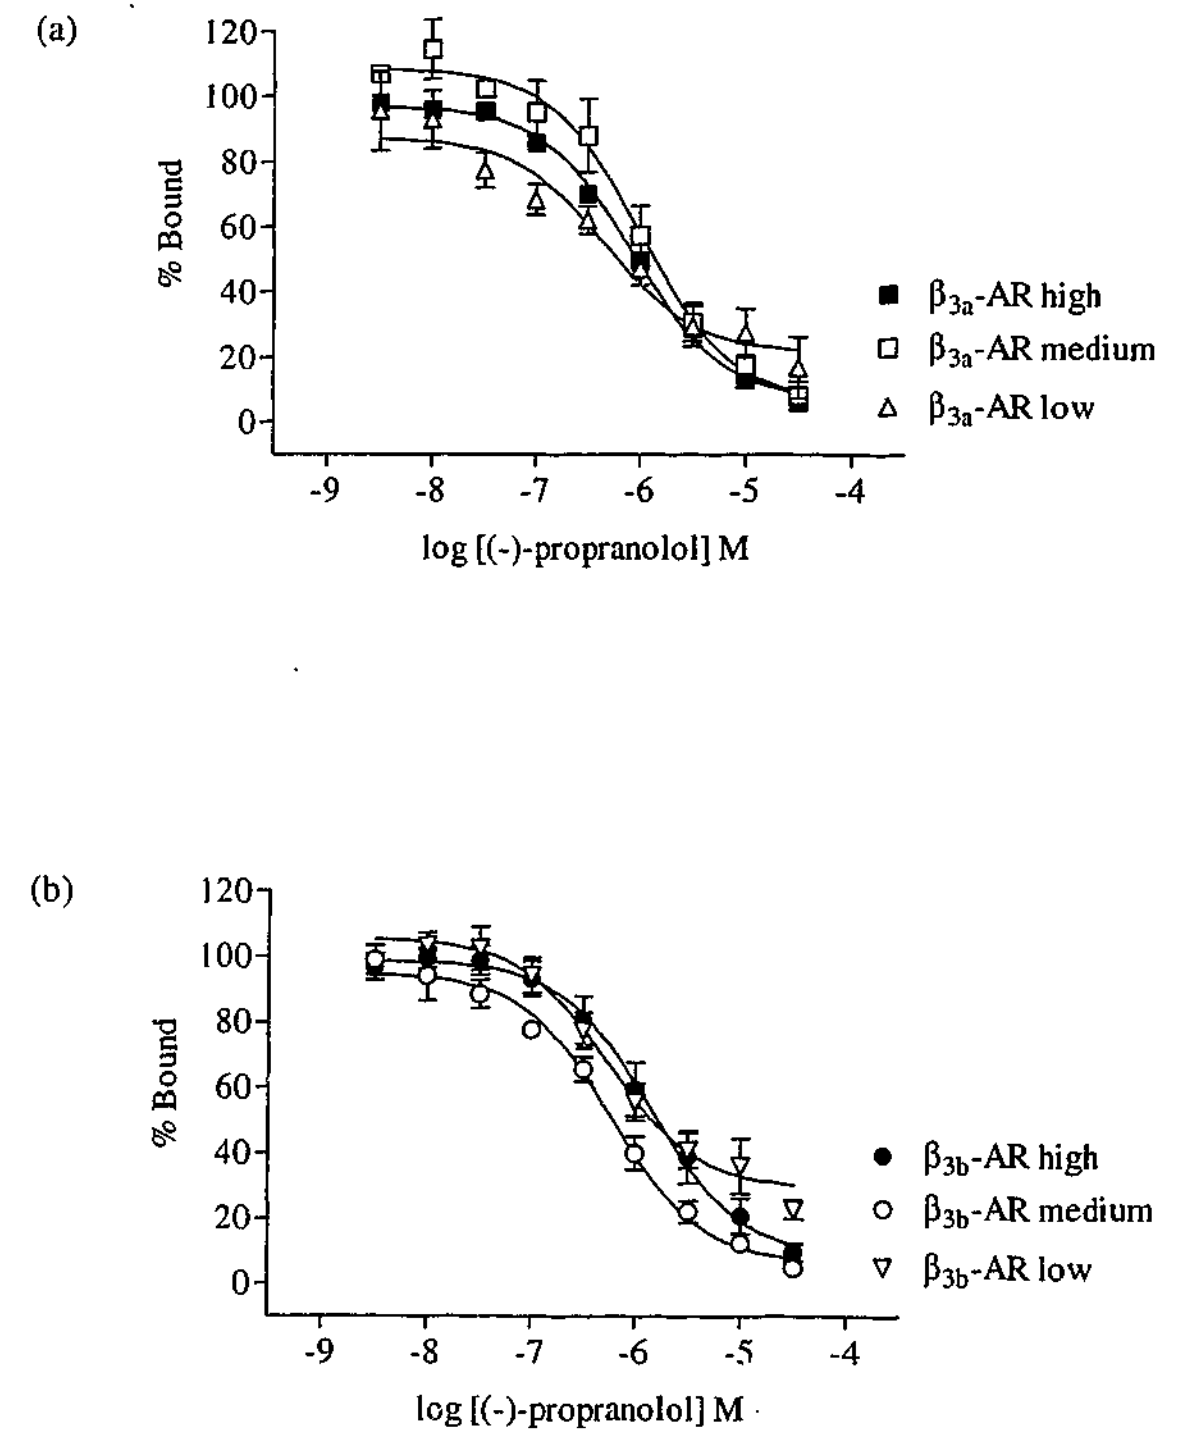 (a)
120
100
80
60
40
20
0
% Bound
-9 -8 -7 -6 -5 -4
log [(-)-propranolol] M
β3a-AR high
β3a-AR medium
β3a-AR low
(b)
120
100
80
60
40
20
0
% Bound
-9 -8 -7 -6 -5 -4
log [(-)-propranolol] M
β3b-AR high
β3b-AR medium
β3b-AR low